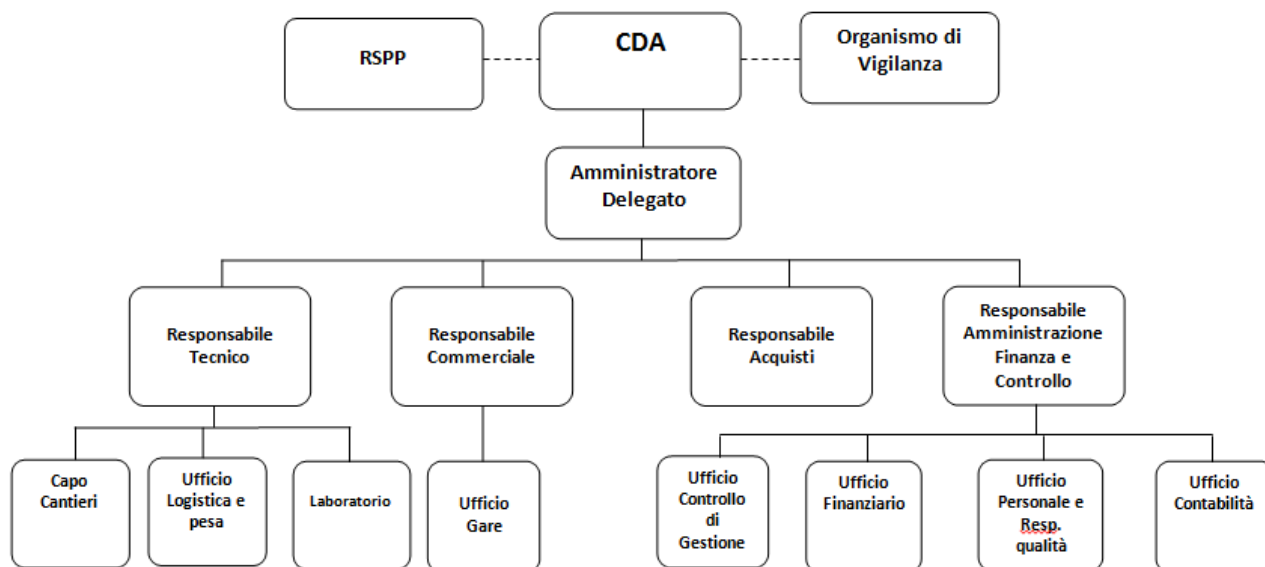 RSPP
CDA
Organismo di
Vigilanza
Amministratore
Delegato
Responsabile
Tecnico
Responsabile
Commerciale
Responsabile
Acquisti
Responsabile
Amministrazione
Finanza e
Controllo
Capo
Cantieri
Ufficio
Logistica e
pesa
Laboratorio
Ufficio
Gare
Ufficio
Controllo
di
Gestione
Ufficio
Finanziario
Ufficio
Personale e
Resp.
qualità
Ufficio
Contabilità